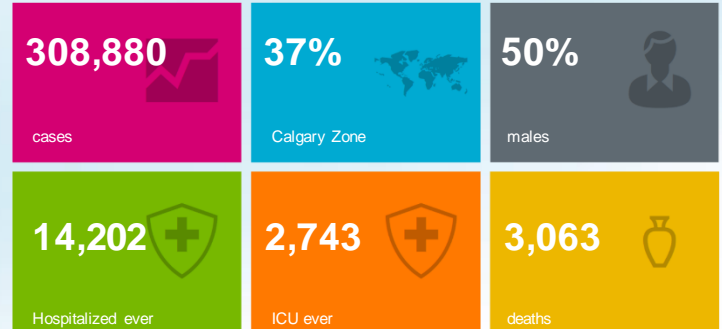 308,880
cases
37%
Calgary Zone
50%
males
14,202
Hospitalized ever
2,743
ICU ever
3,063
deaths